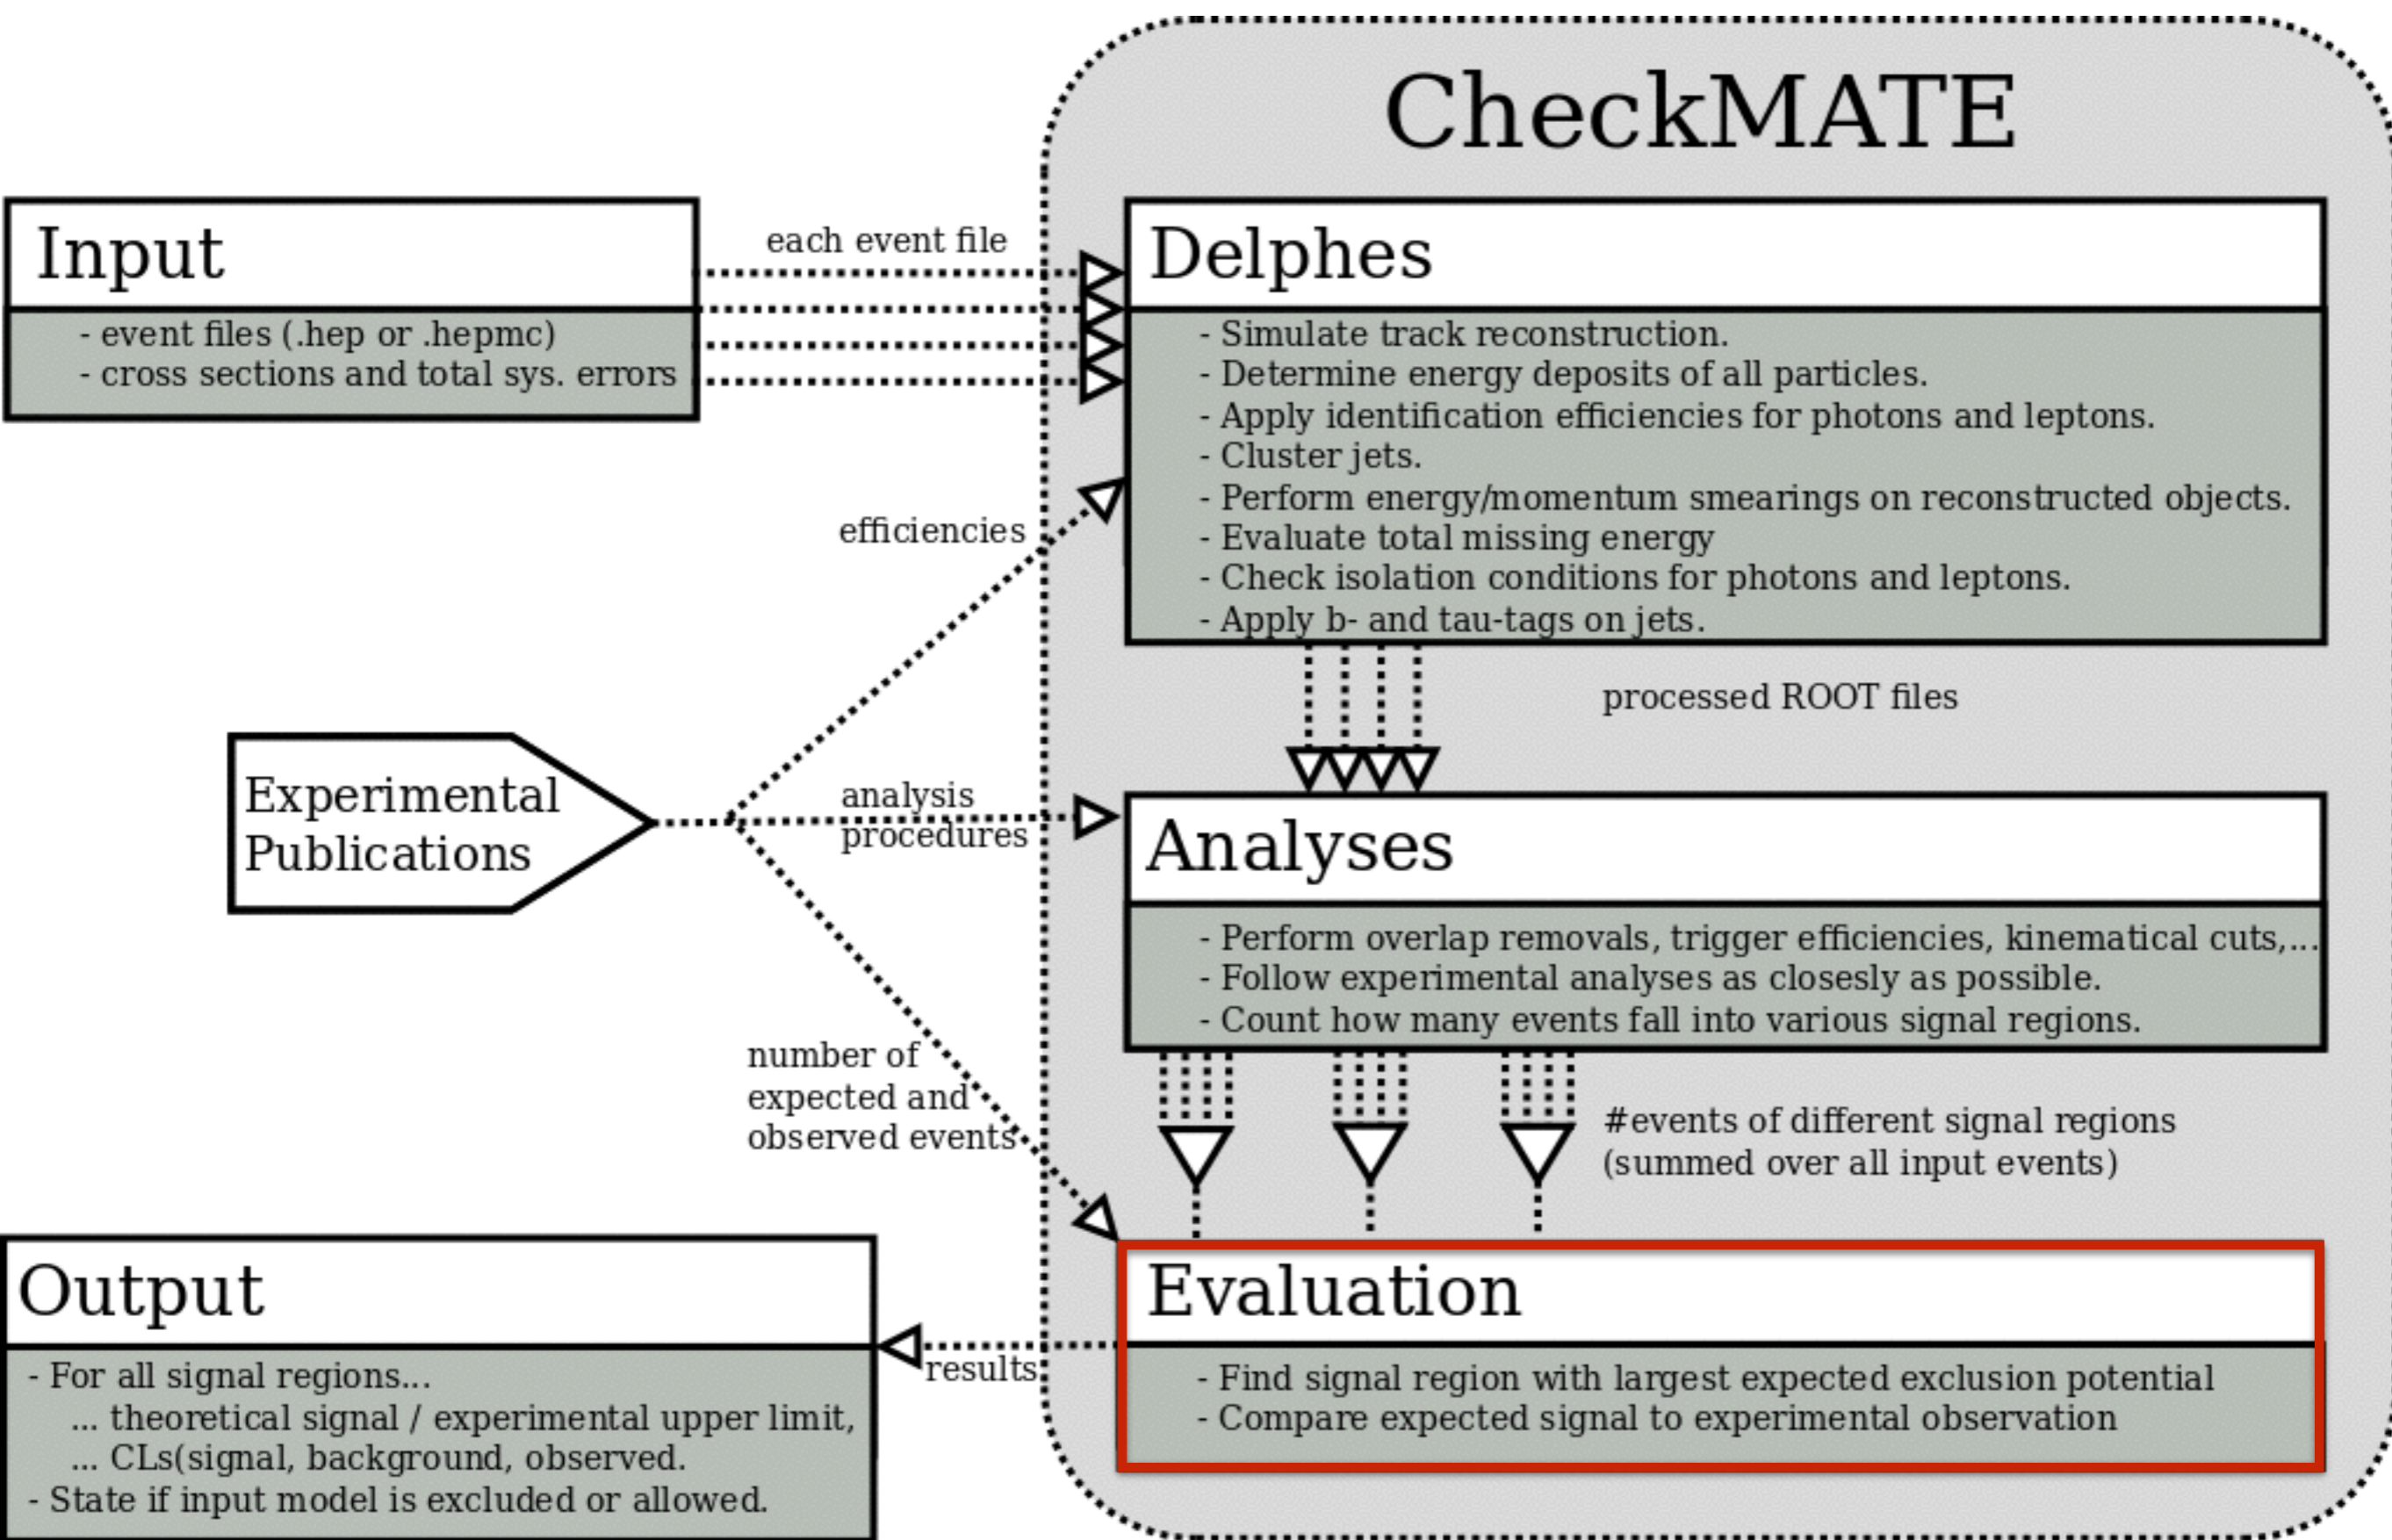 CheckMATE
Input
- event files (.hep or .hepmc)
- cross sections and total sys. errors
each event file
Delphes
- Simulate track reconstruction.
- Determine energy deposits of all particles.
- Apply identification efficiencies for photons and leptons.
- Cluster jets.
- Perform energy/momentum smearings on reconstructed objects.
- Evaluate total missing energy
- Check isolation conditions for photons and leptons.
- Apply b- and tau-tags on jets.
efficiencies
processed ROOT files
Experimental
Publications
analysis
procedures
Analyses
- Perform overlap removals, trigger efficiencies, kinematical cuts,...
- Follow experimental analyses as closesly as possible.
- Count how many events fall into various signal regions.
number of
expected and
observed events
#events of different signal regions
(summed over all input events)
Evaluation
- Find signal region with largest expected exclusion potential
- Compare expected signal to experimental observation
results
Output
- For all signal regions...
... theoretical signal / experimental upper limit,
... CLs(signal, background, observed.
- State if input model is excluded or allowed.